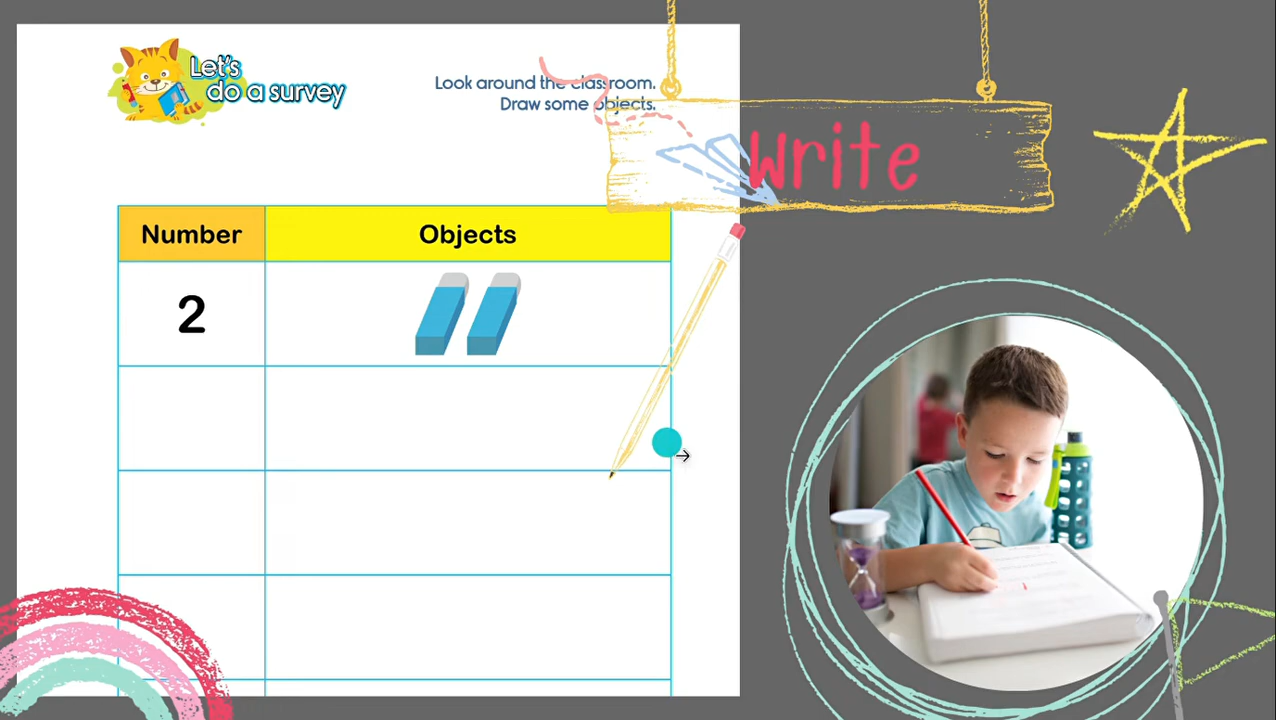 Let's
do a survey
Look around the classroom.
Draw some objects.
Write
Number Objects
2